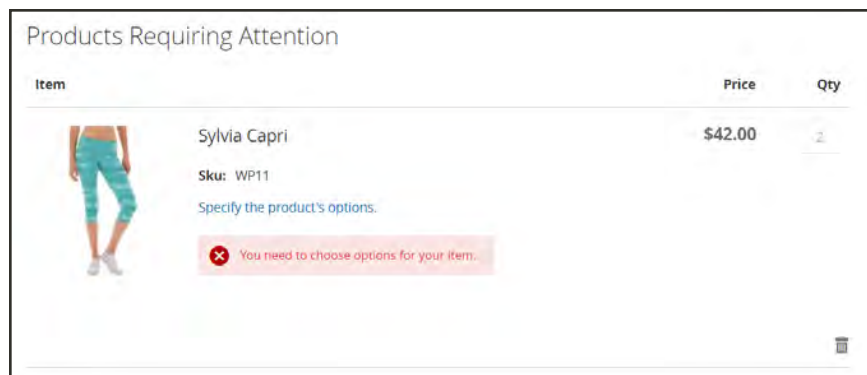 Products Requiring Attention
Item Price Qty
Sylvia Capri $42.00 2
Sku: WP11
Specify the product's options.
You need to choose options for your item.